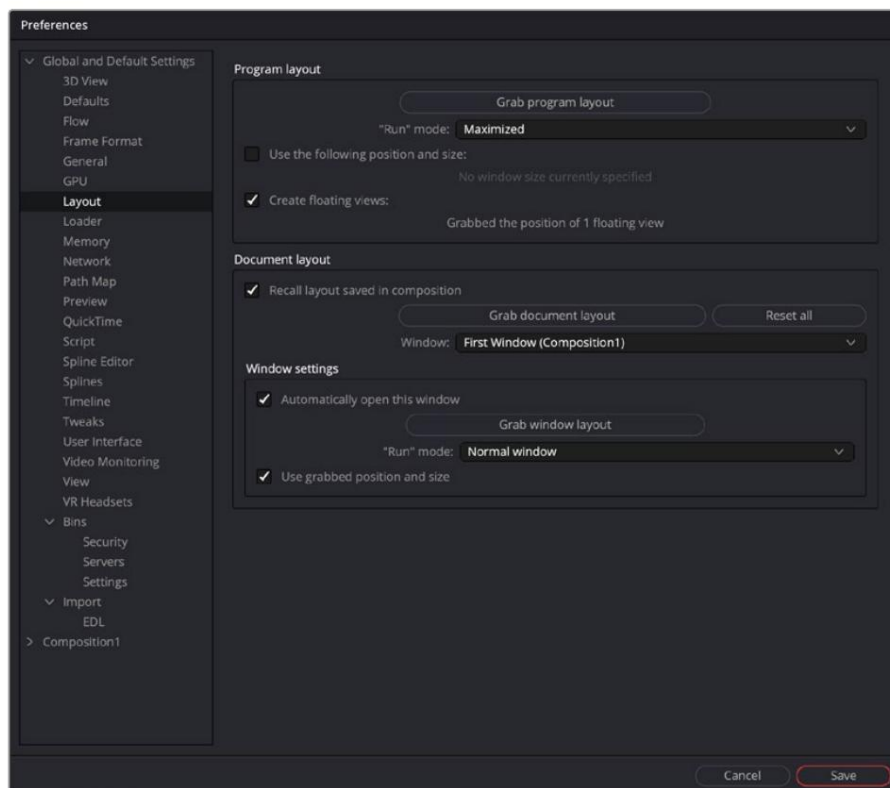 Preferences
Global and Default Settings
3D View
Defaults
Flow
Frame Format
General
GPU
Layout
Loader
Memory
Network
Path Map
Preview
QuickTime
Script
Spline Editor
Splines
Timeline
Tweaks
User Interface
Video Monitoring
View
VR Headsets
Bins
Security
Servers
Settings
Import
EDL
Composition1
Program layout
Grab program layout
"Run" mode: Maximized
Use the following position and size:
No window size currently specified
Create floating views:
Grabbed the position of 1 floating view
Document layout
Recall layout saved in composition
Grab document layout Reset all
Window: First Window (Composition1)
Window settings
Automatically open this window
Grab window layout
"Run" mode: Normal window
Use grabbed position and size
Cancel Save